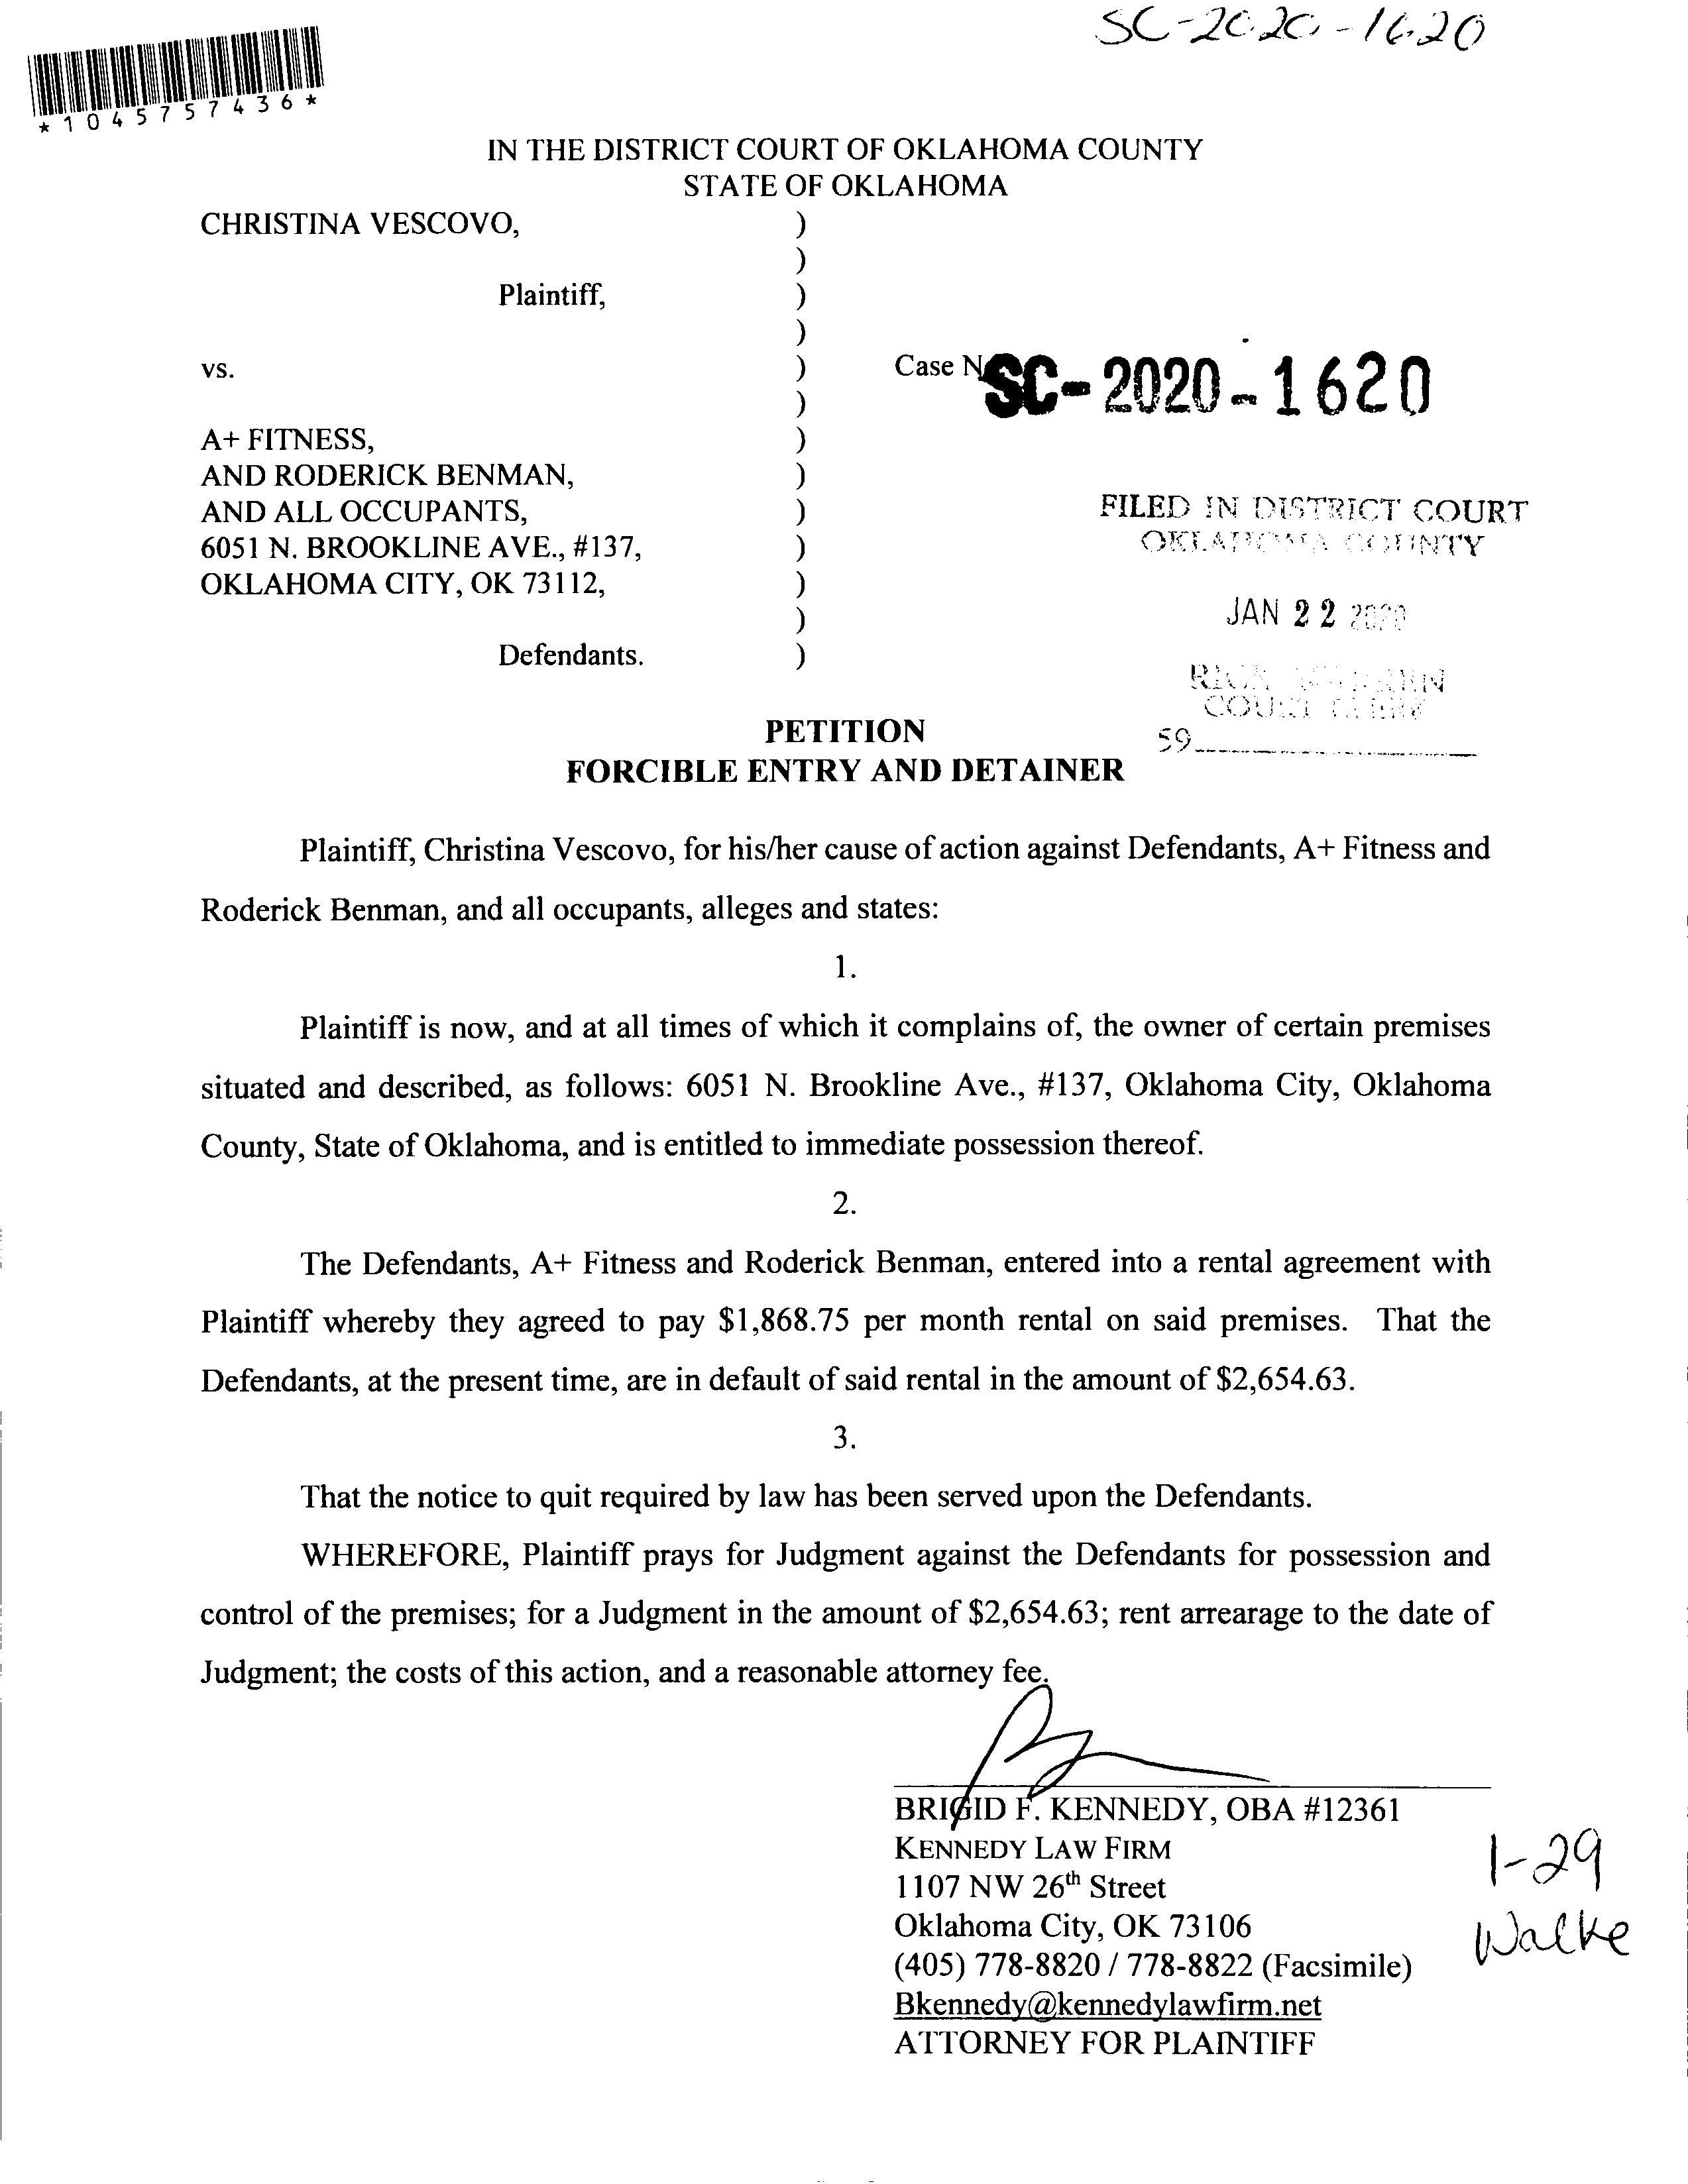 SC-2020-1620
*1045757436*
IN THE DISTRICT COURT OF OKLAHOMA COUNTY
STATE OF OKLAHOMA
CHRISTINA VESCOVO, )
)
Plaintiff, )
)
vs. ) Case N SC-2020-1620
)
A+ FITNESS, )
AND RODERICK BENMAN, )
AND ALL OCCUPANTS, ) FILED IN DISTRICT COURT
6051 N. BROOKLINE AVE., #137, ) OKLAHOMA COUNTY
OKLAHOMA CITY, OK 73112, )
) JAN 22 2020
Defendants. )
RICK
COURT CLERK
PETITION
59
FORCIBLE ENTRY AND DETAINER
Plaintiff, Christina Vescovo, for his/her cause of action against Defendants, A+ Fitness and
Roderick Benman, and all occupants, alleges and states:
1.
Plaintiff is now, and at all times of which it complains of, the owner of certain premises
situated and described, as follows: 6051 N. Brookline Ave., #137, Oklahoma City, Oklahoma
County, State of Oklahoma, and is entitled to immediate possession thereof.
2.
The Defendants, A+ Fitness and Roderick Benman, entered into a rental agreement with
Plaintiff whereby they agreed to pay $1,868.75 per month rental on said premises. That the
Defendants, at the present time, are in default of said rental in the amount of $2,654.63.
3.
That the notice to quit required by law has been served upon the Defendants.
WHEREFORE, Plaintiff prays for Judgment against the Defendants for possession and
control of the premises; for a Judgment in the amount of $2,654.63; rent arrearage to the date of
Judgment; the costs of this action, and a reasonable attorney fee.
BRIGID F. KENNEDY, OBA #12361
KENNEDY LAW FIRM
1107 NW 26th Street
Oklahoma City, OK 73106
(405) 778-8820 / 778-8822 (Facsimile)
Bkennedy@kennedylawfirm.net
ATTORNEY FOR PLAINTIFF
1-29
Walke